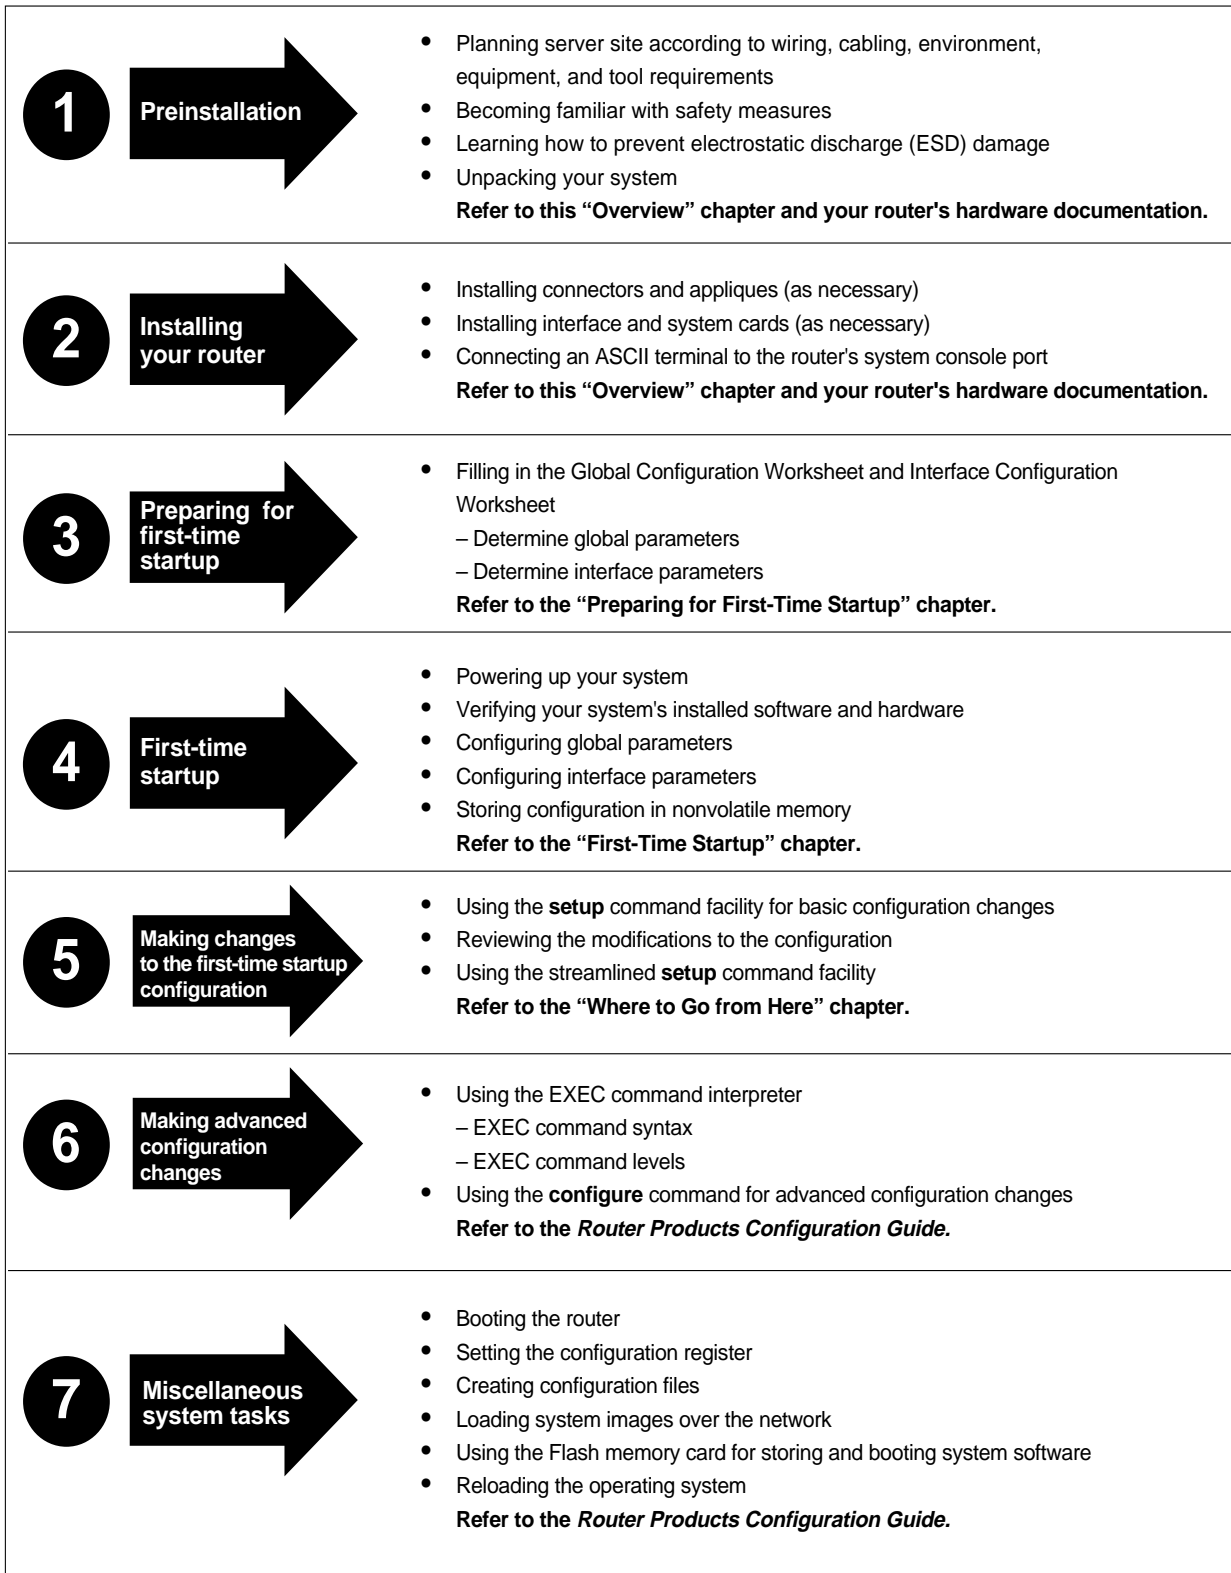 1
Preinstallation
• Planning server site according to wiring, cabling, environment,
equipment, and tool requirements
• Becoming familiar with safety measures
• Learning how to prevent electrostatic discharge (ESD) damage
• Unpacking your system
Refer to this “Overview” chapter and your router's hardware documentation.
2
Installing
your router
• Installing connectors and appliques (as necessary)
• Installing interface and system cards (as necessary)
• Connecting an ASCII terminal to the router's system console port
Refer to this “Overview” chapter and your router's hardware documentation.
3
Preparing for
first-time
startup
• Filling in the Global Configuration Worksheet and Interface Configuration
Worksheet
– Determine global parameters
– Determine interface parameters
Refer to the “Preparing for First-Time Startup” chapter.
4
First-time
startup
• Powering up your system
• Verifying your system's installed software and hardware
• Configuring global parameters
• Configuring interface parameters
• Storing configuration in nonvolatile memory
Refer to the “First-Time Startup” chapter.
5
Making changes
to the first-time startup
configuration
• Using the setup command facility for basic configuration changes
• Reviewing the modifications to the configuration
• Using the streamlined setup command facility
Refer to the “Where to Go from Here” chapter.
6
Making advanced
configuration
changes
• Using the EXEC command interpreter
– EXEC command syntax
– EXEC command levels
• Using the configure command for advanced configuration changes
Refer to the Router Products Configuration Guide.
7
Miscellaneous
system tasks
• Booting the router
• Setting the configuration register
• Creating configuration files
• Loading system images over the network
• Using the Flash memory card for storing and booting system software
• Reloading the operating system
Refer to the Router Products Configuration Guide.